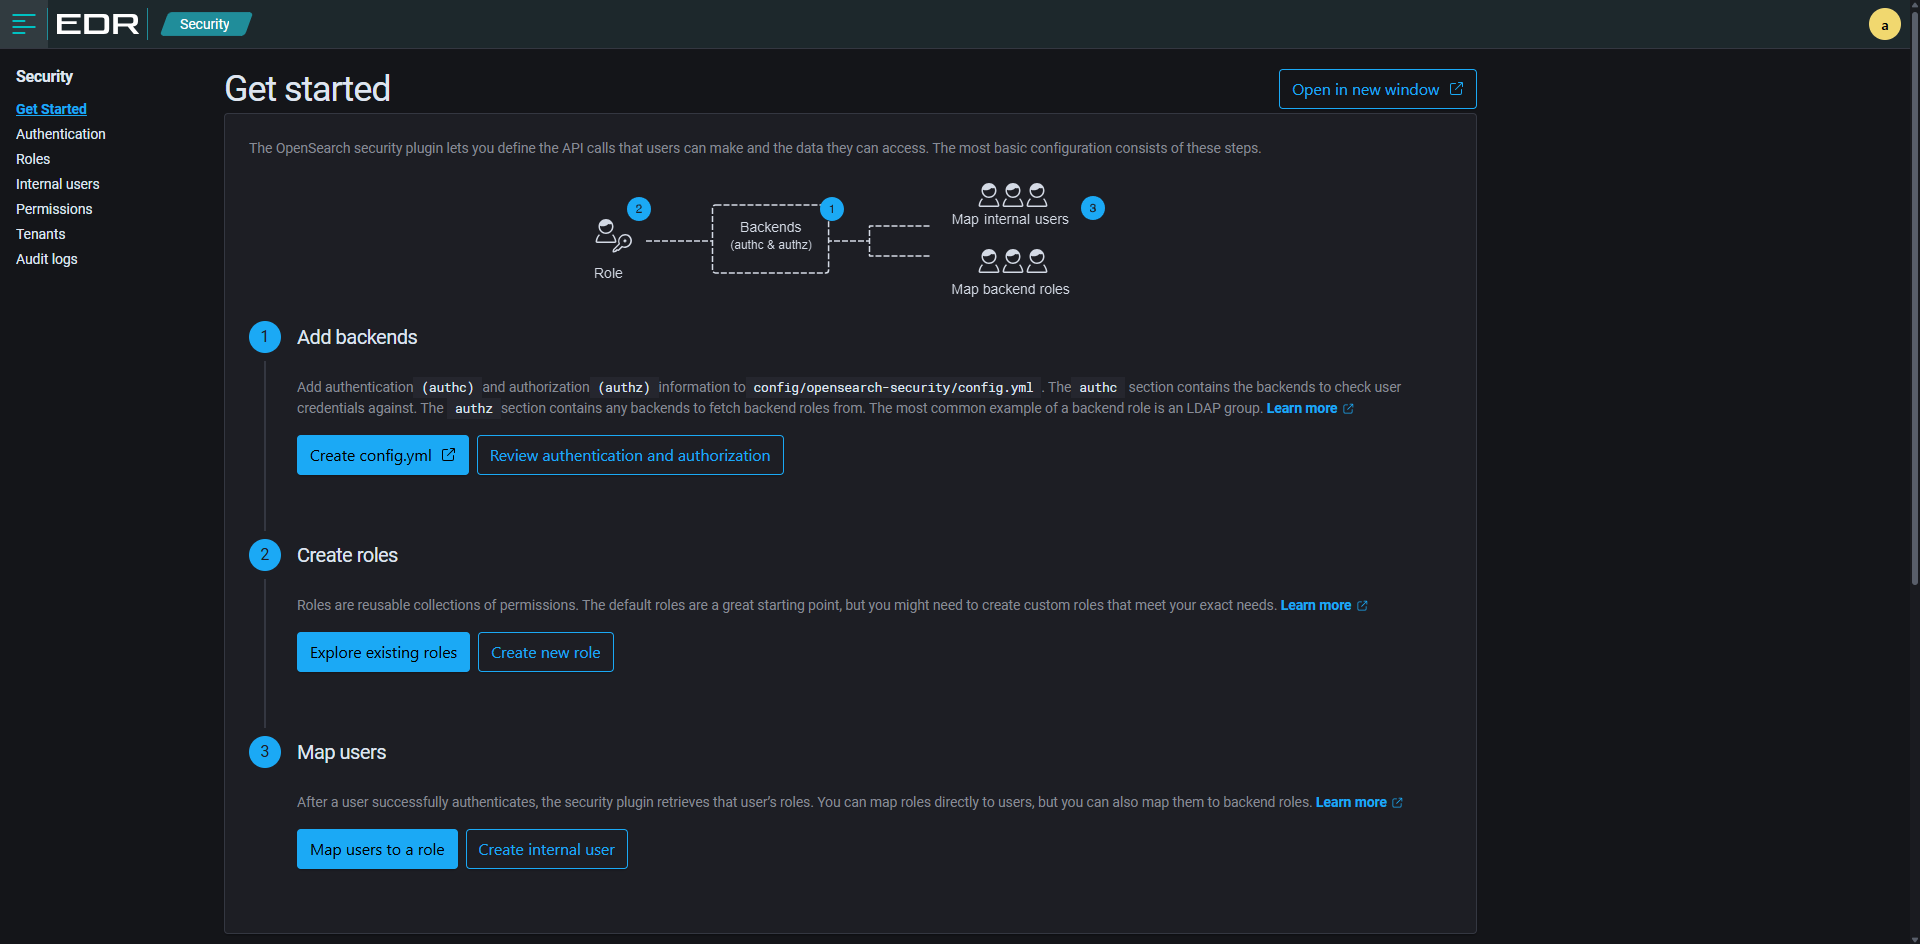 EDR
Security
a
Security
Get Started
Authentication
Roles
Internal users
Permissions
Tenants
Audit logs
Get started
Open in new window
The OpenSearch security plugin lets you define the API calls that users can make and the data they can access. The most basic configuration consists of these steps.
2
Role
1
Backends
(authc & authz)
Map internal users
3
Map backend roles
1
Add backends
Add authentication (authc) and authorization (authz) information to config/opensearch-security/config.yml . The authc section contains the backends to check user
credentials against. The authz section contains any backends to fetch backend roles from. The most common example of a backend role is an LDAP group. Learn more
Create config.yml
Review authentication and authorization
2
Create roles
Roles are reusable collections of permissions. The default roles are a great starting point, but you might need to create custom roles that meet your exact needs. Learn more
Explore existing roles
Create new role
3
Map users
After a user successfully authenticates, the security plugin retrieves that user’s roles. You can map roles directly to users, but you can also map them to backend roles. Learn more
Map users to a role
Create internal user